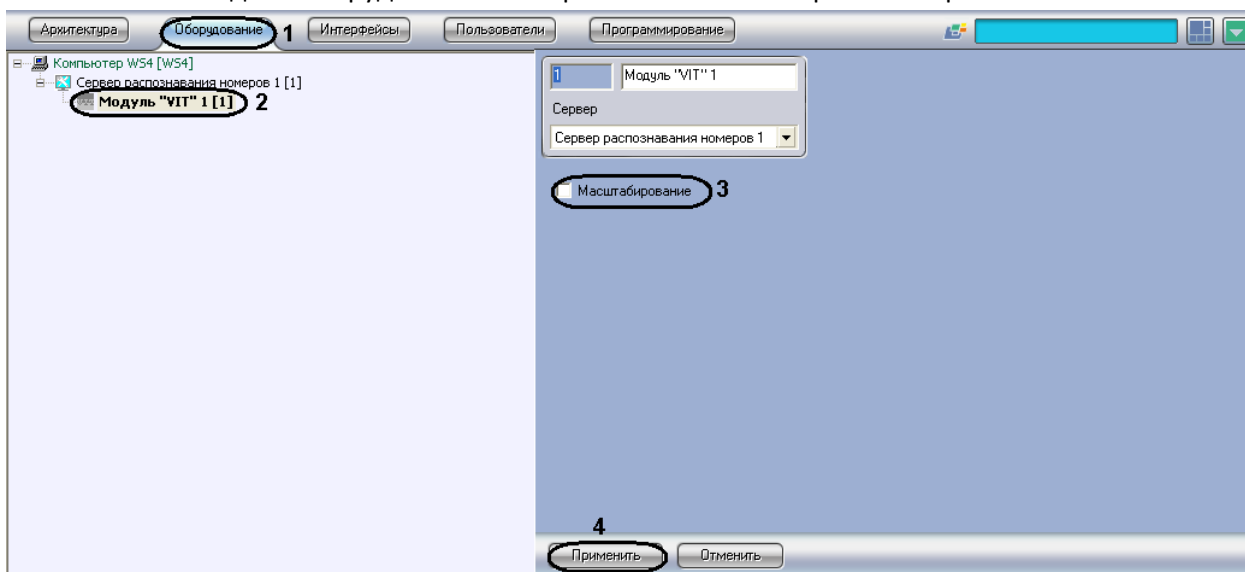 Архитектура Оборудование 1 Интерфейсы Пользователи Программирование
Компьютер WS4 [WS4]
Сервер распознавания номеров 1 [1]
Модуль "VIT" 1 [1] 2
1 Модуль "VIT" 1
Сервер
Сервер распознавания номеров 1
Масштабирование 3
4
Применить Отменить